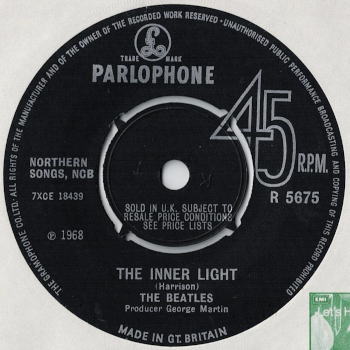 ALL RIGHTS OF THE MANUFACTURER AND OF THE OWNER OF THE RECORDED WORK RESERVED • UNAUTHORISED PUBLIC PERFORMANCE BROADCASTING AND COPYING OF THIS RECORD PROHIBITED
THE GRAMOPHONE CO. LTD.
TRADE MARK
PARLOPHONE
45
R.P.M.
NORTHERN
SONGS, NCB
7XCE 18439
R 5675
SOLD IN U.K. SUBJECT TO
RESALE PRICE CONDITIONS
SEE PRICE LISTS
℗ 1968
THE INNER LIGHT
(Harrison)
THE BEATLES
Producer George Martin
MADE IN GT. BRITAIN
EMI